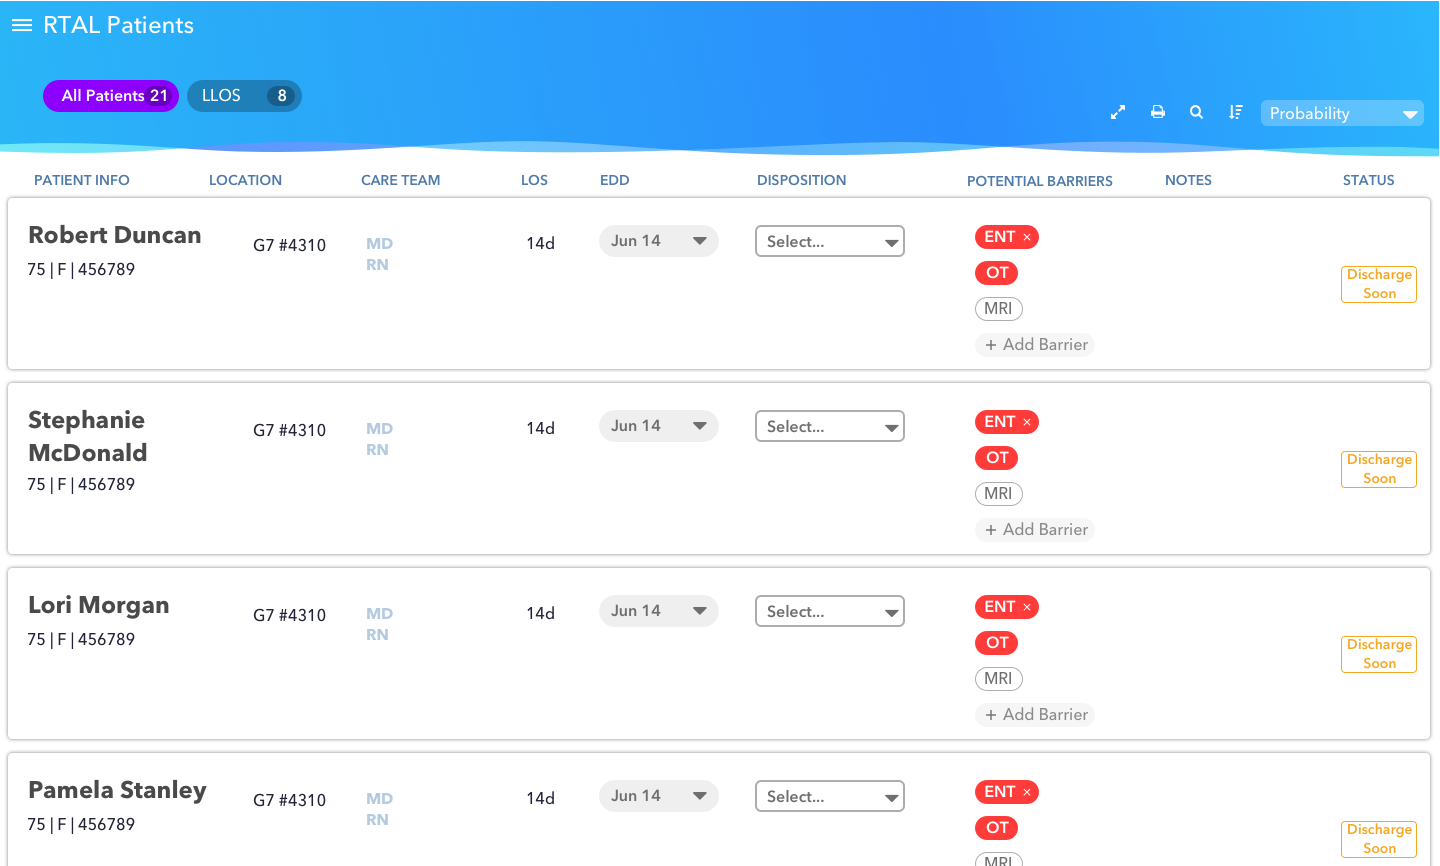 RTAL Patients
All Patients 21 LLOS 8
Probability
PATIENT INFO LOCATION CARE TEAM LOS EDD DISPOSITION POTENTIAL BARRIERS NOTES STATUS
Robert Duncan
75 | F | 456789
G7 #4310
MD
RN
14d
Jun 14
Select...
ENT ×
OT
MRI
+ Add Barrier
Discharge
Soon
Stephanie
McDonald
75 | F | 456789
G7 #4310
MD
RN
14d
Jun 14
Select...
ENT ×
OT
MRI
+ Add Barrier
Discharge
Soon
Lori Morgan
75 | F | 456789
G7 #4310
MD
RN
14d
Jun 14
Select...
ENT ×
OT
MRI
+ Add Barrier
Discharge
Soon
Pamela Stanley
75 | F | 456789
G7 #4310
MD
RN
14d
Jun 14
Select...
ENT ×
OT
MRI
Discharge
Soon